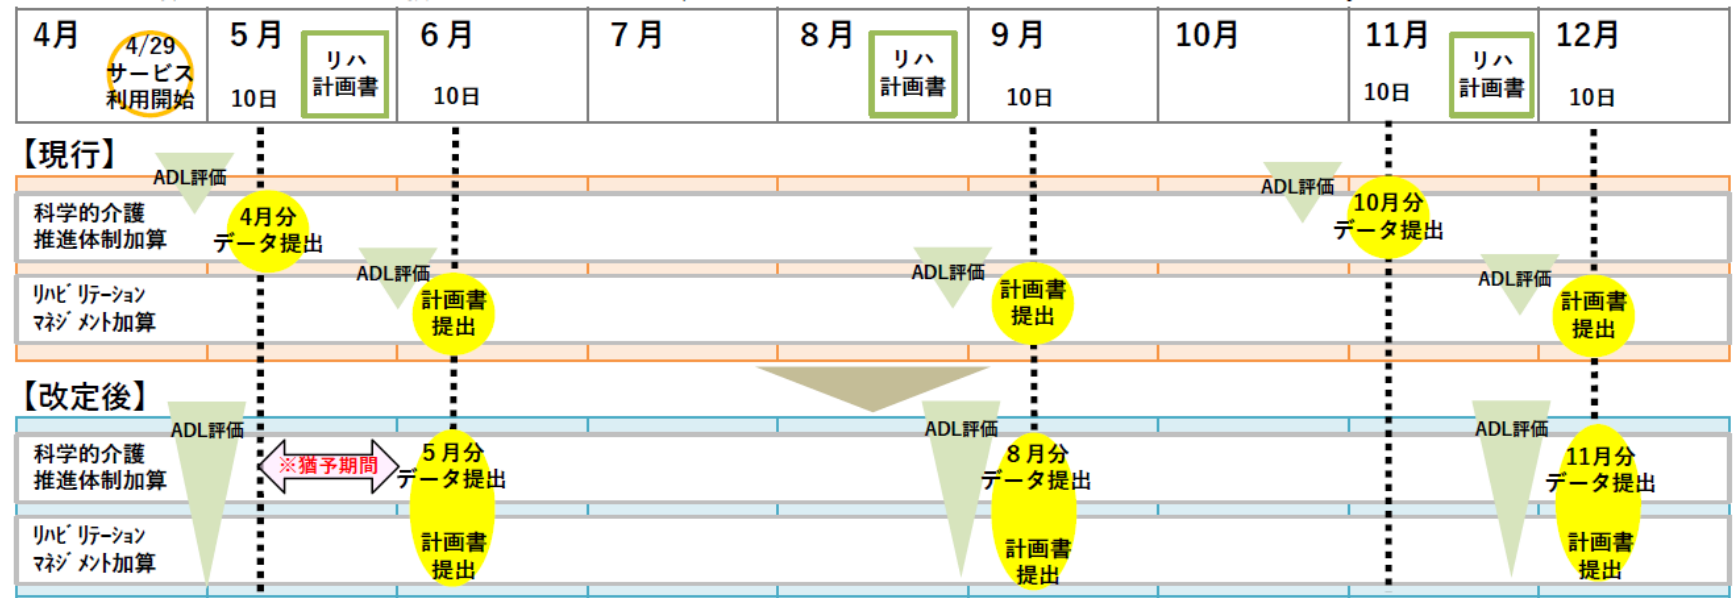 4月
4/29
サービス
利用開始
5月
10日
リハ
計画書
6月
10日
7月
8月
リハ
計画書
9月
10日
10月
11月
10日
リハ
計画書
12月
10日
【現行】
ADL評価
ADL評価
科学的介護
推進体制加算
4月分
データ提出
10月分
データ提出
ADL評価
ADL評価
ADL評価
リハビリテーション
マネジメント加算
計画書
提出
計画書
提出
計画書
提出
【改定後】
ADL評価
ADL評価
ADL評価
科学的介護
推進体制加算
※猶予期間
5月分
データ提出
8月分
データ提出
11月分
データ提出
リハビリテーション
マネジメント加算
計画書
提出
計画書
提出
計画書
提出